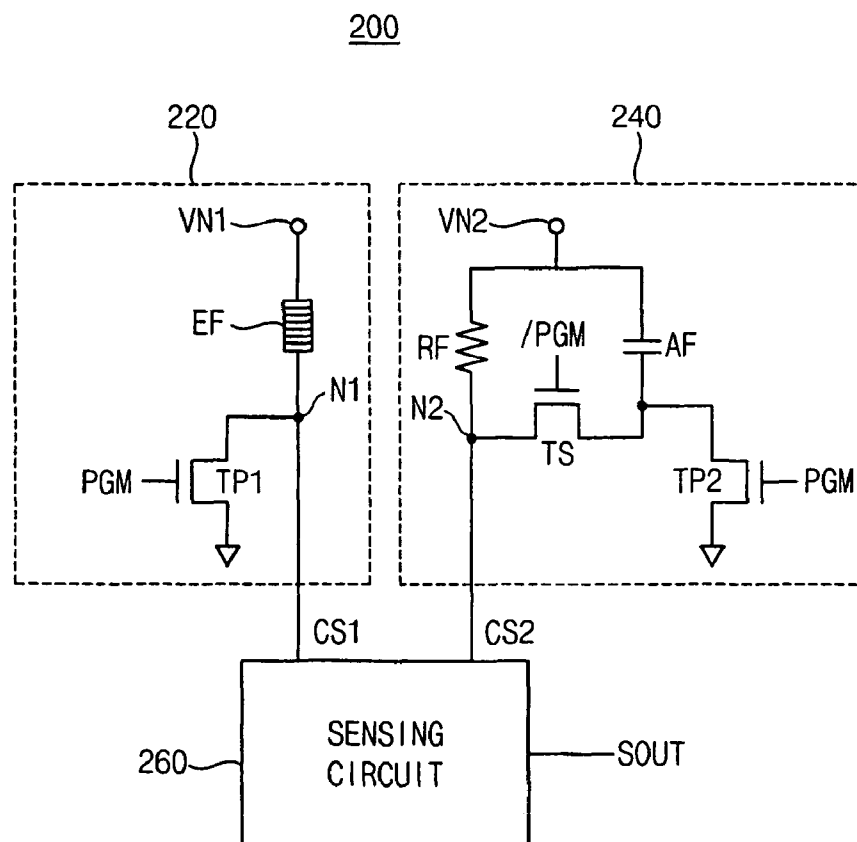 200
220
240
VN1
VN2
EF
RF
/PGM
AF
N1
N2
TS
PGM
TP1
TP2
PGM
CS1
CS2
260
SENSING
CIRCUIT
SOUT